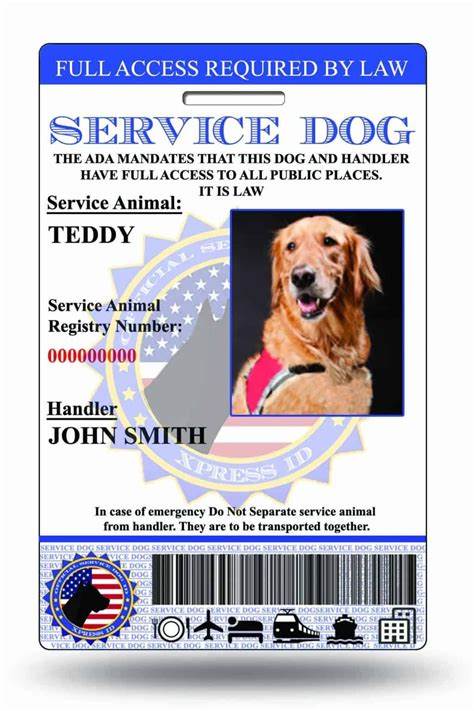 FULL ACCESS REQUIRED BY LAW
SERVICE DOG
THE ADA MANDATES THAT THIS DOG AND HANDLER
HAVE FULL ACCESS TO ALL PUBLIC PLACES.
IT IS LAW
Service Animal:
TEDDY
Service Animal
Registry Number:
000000000
Handler
JOHN SMITH
XPRESS ID
In case of emergency Do Not Separate service animal
from handler. They are to be transported together.
SERVICE DOG SERVICE DOG SERVICE DOG SERVICE DOG SERVICE DOG SERVICE DOG
XPRESS ID